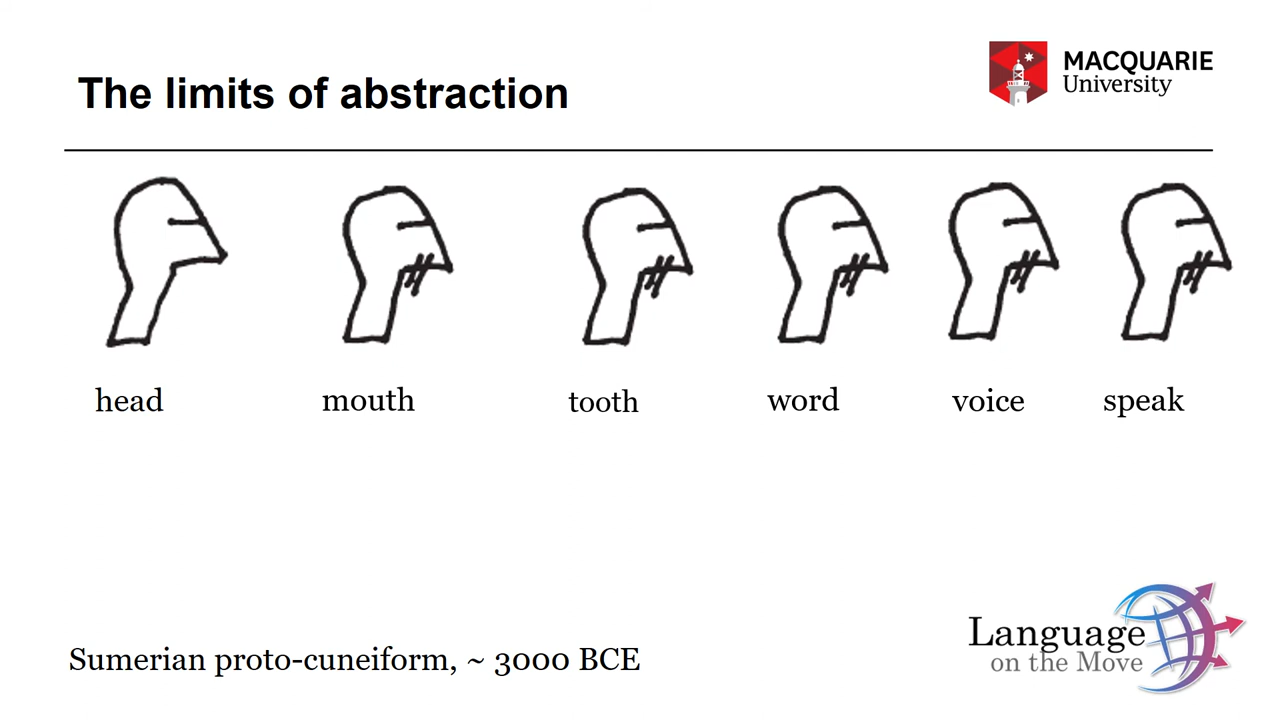 The limits of abstraction
MACQUARIE
University
head mouth tooth word voice speak
Sumerian proto-cuneiform, ~ 3000 BCE
Language
on the Move